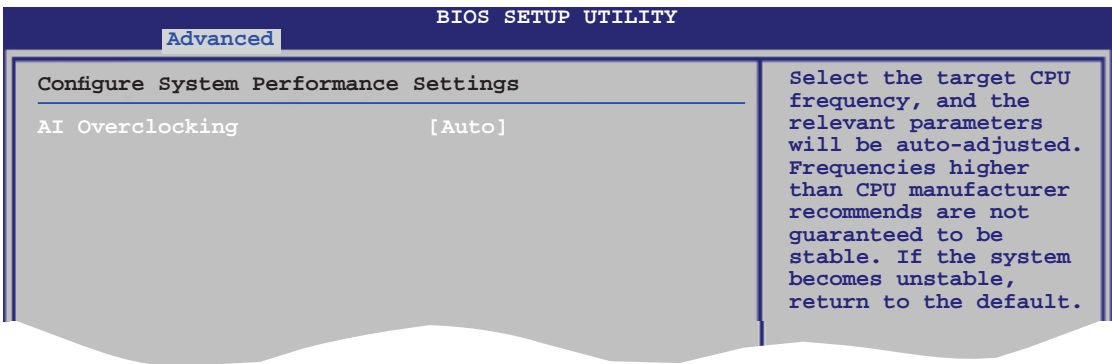 BIOS SETUP UTILITY
Advanced
Configure System Performance Settings
AI Overclocking [Auto]
Select the target CPU
frequency, and the
relevant parameters
will be auto-adjusted.
Frequencies higher
than CPU manufacturer
recommends are not
guaranteed to be
stable. If the system
becomes unstable,
return to the default.